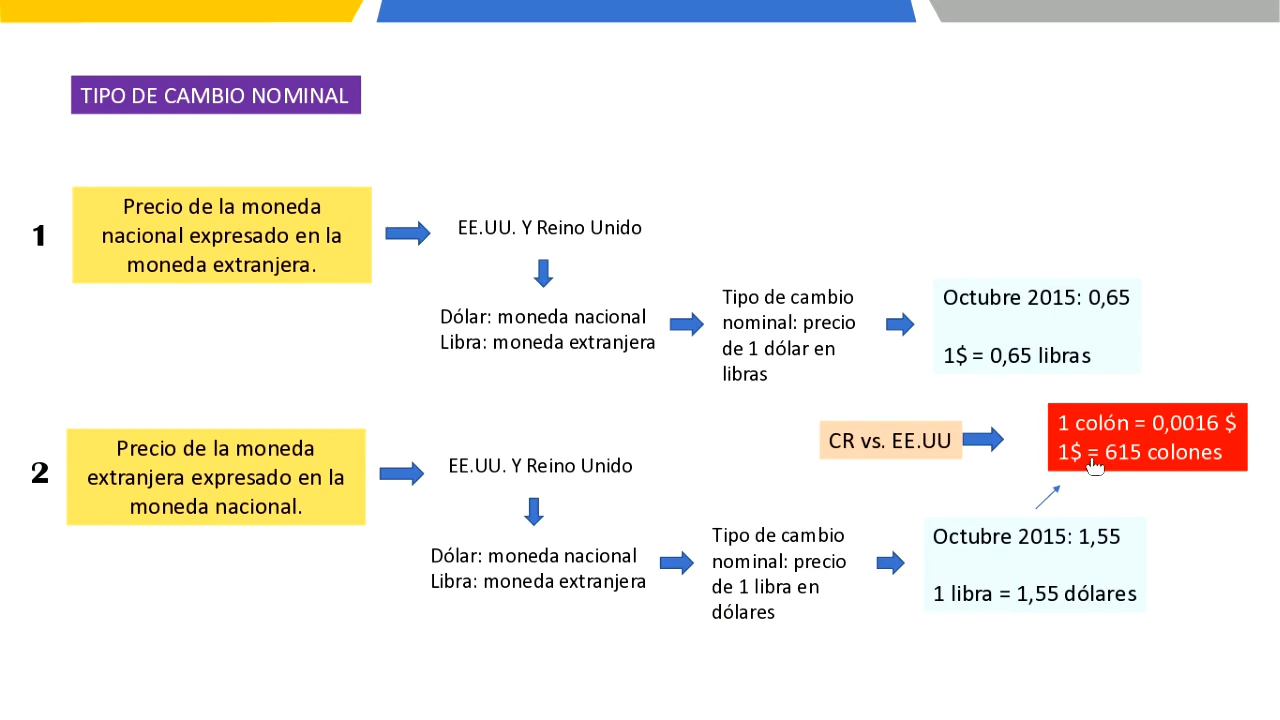 TIPO DE CAMBIO NOMINAL
1
Precio de la moneda
nacional expresado en la
moneda extranjera.
EE.UU. Y Reino Unido
Dólar: moneda nacional
Libra: moneda extranjera
Tipo de cambio
nominal: precio
de 1 dólar en
libras
Octubre 2015: 0,65
1$ = 0,65 libras
CR vs. EE.UU
1 colón = 0,0016 $
1$ = 615 colones
2
Precio de la moneda
extranjera expresado en la
moneda nacional.
EE.UU. Y Reino Unido
Dólar: moneda nacional
Libra: moneda extranjera
Tipo de cambio
nominal: precio
de 1 libra en
dólares
Octubre 2015: 1,55
1 libra = 1,55 dólares